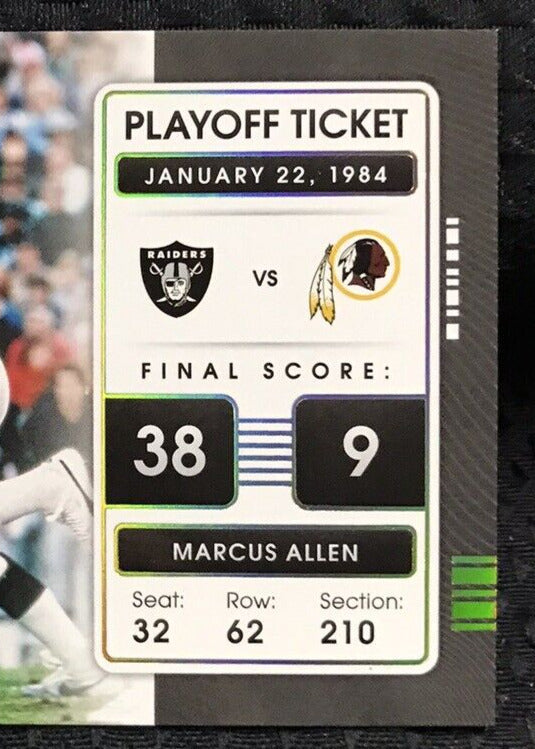 PLAYOFF TICKET
JANUARY 22, 1984
RAIDERS
VS
FINAL SCORE:
38 9
MARCUS ALLEN
Seat: Row: Section:
32 62 210